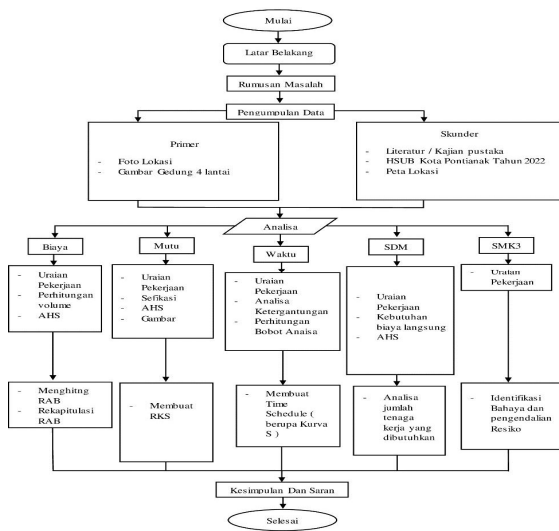 Mulai
Latar Belakang
Rumusan Masalah
Pengumpulan Data
Primer
- Foto Lokasi
- Gambar Gedung 4 lantai
Skunder
- Literatur / Kajian pustaka
- HSUB Kota Pontianak Tahun 2022
- Peta Lokasi
Analisa
Biaya
- Uraian
Pekerjaan
- Perhitungan
volume
- AHS
- Menghitng
RAB
- Rekapitulasi
RAB
Mutu
- Uraian
Pekerjaan
- Sefikasi
- AHS
- Gambar
- Membuat
RKS
Waktu
- Uraian
Pekerjaan
- Analisa
Ketergantungan
- Perhitungan
Bobot Anaisa
- Membuat
Time
Schedule (
berupa Kurva
S )
SDM
- Uraian
Pekerjaan
- Kebutuhan
biaya langsung
- AHS
- Analisa
jumlah
tenaga
kerja yang
dibutuhkan
SMK3
- Uraian
Pekerjaan
- Identifikasi
Bahaya dan
pengendalian
Resiko
Kesimpulan Dan Saran
Selesai